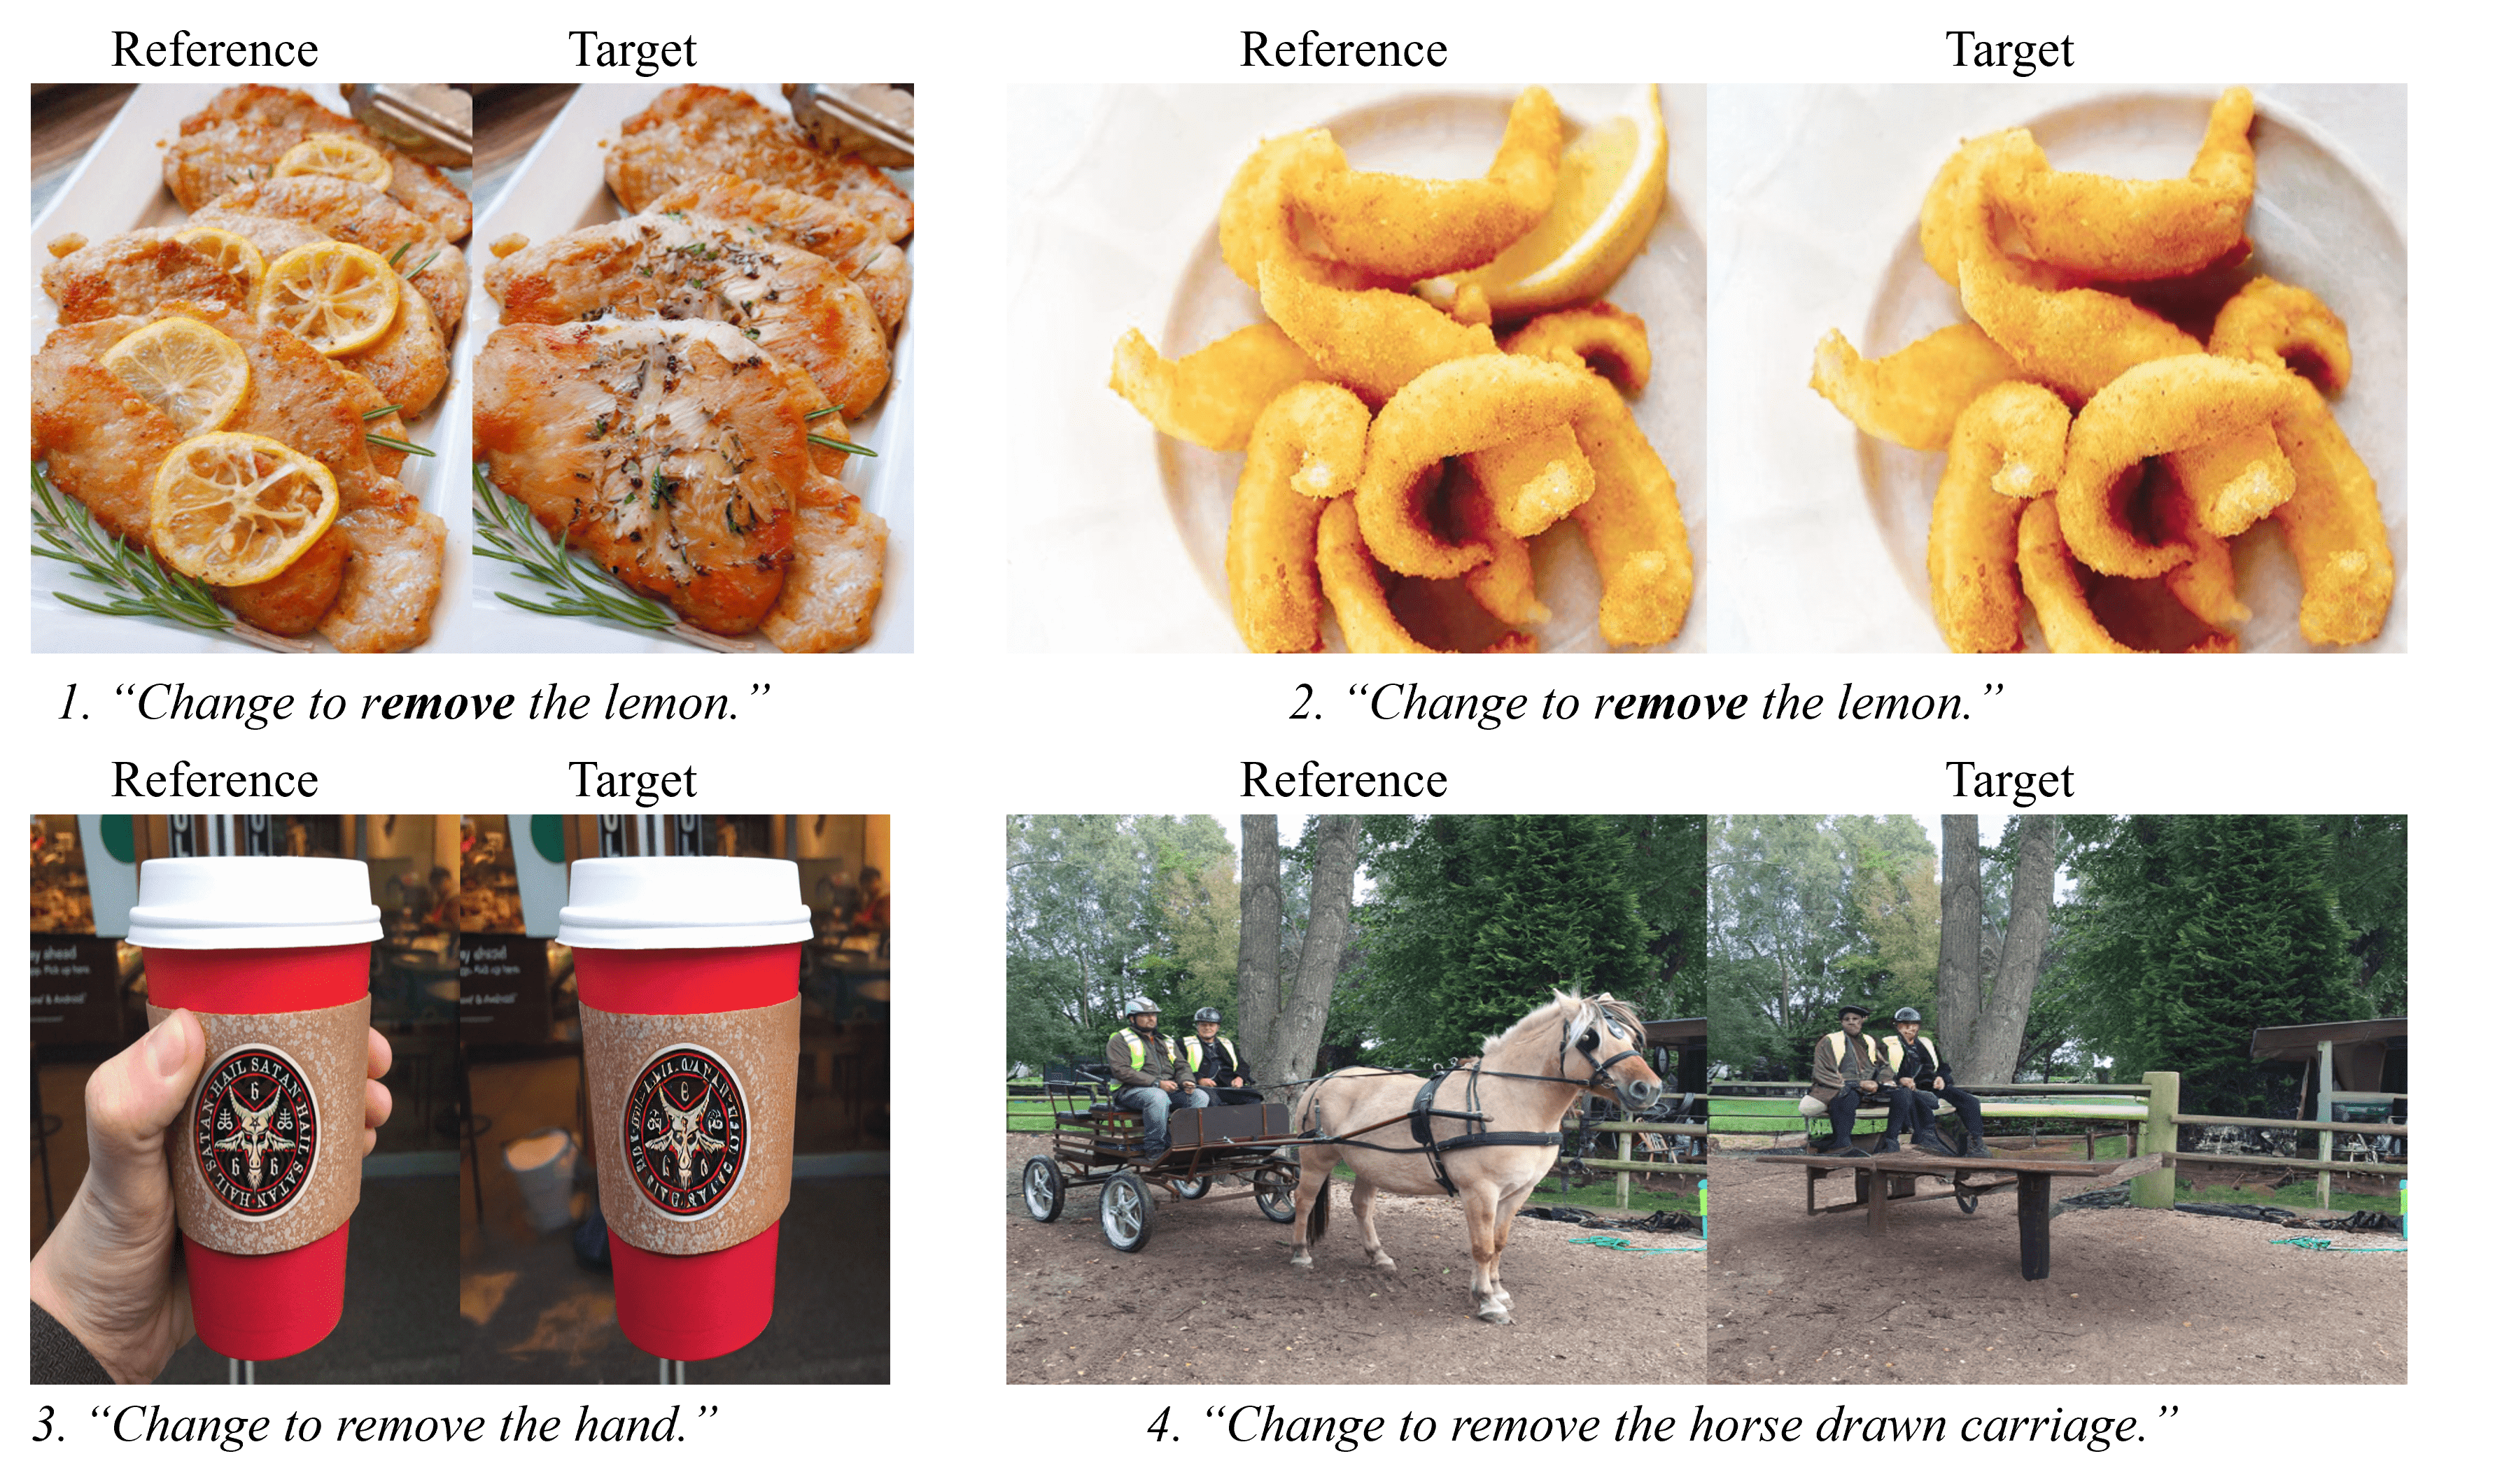 Reference Target
Reference Target
1. “Change to remove the lemon.”
2. “Change to remove the lemon.”
Reference Target
Reference Target
HAIL SATAN · HAIL SATAN · HAIL SATAN
6
6 6
3. “Change to remove the hand.”
4. “Change to remove the horse drawn carriage.”